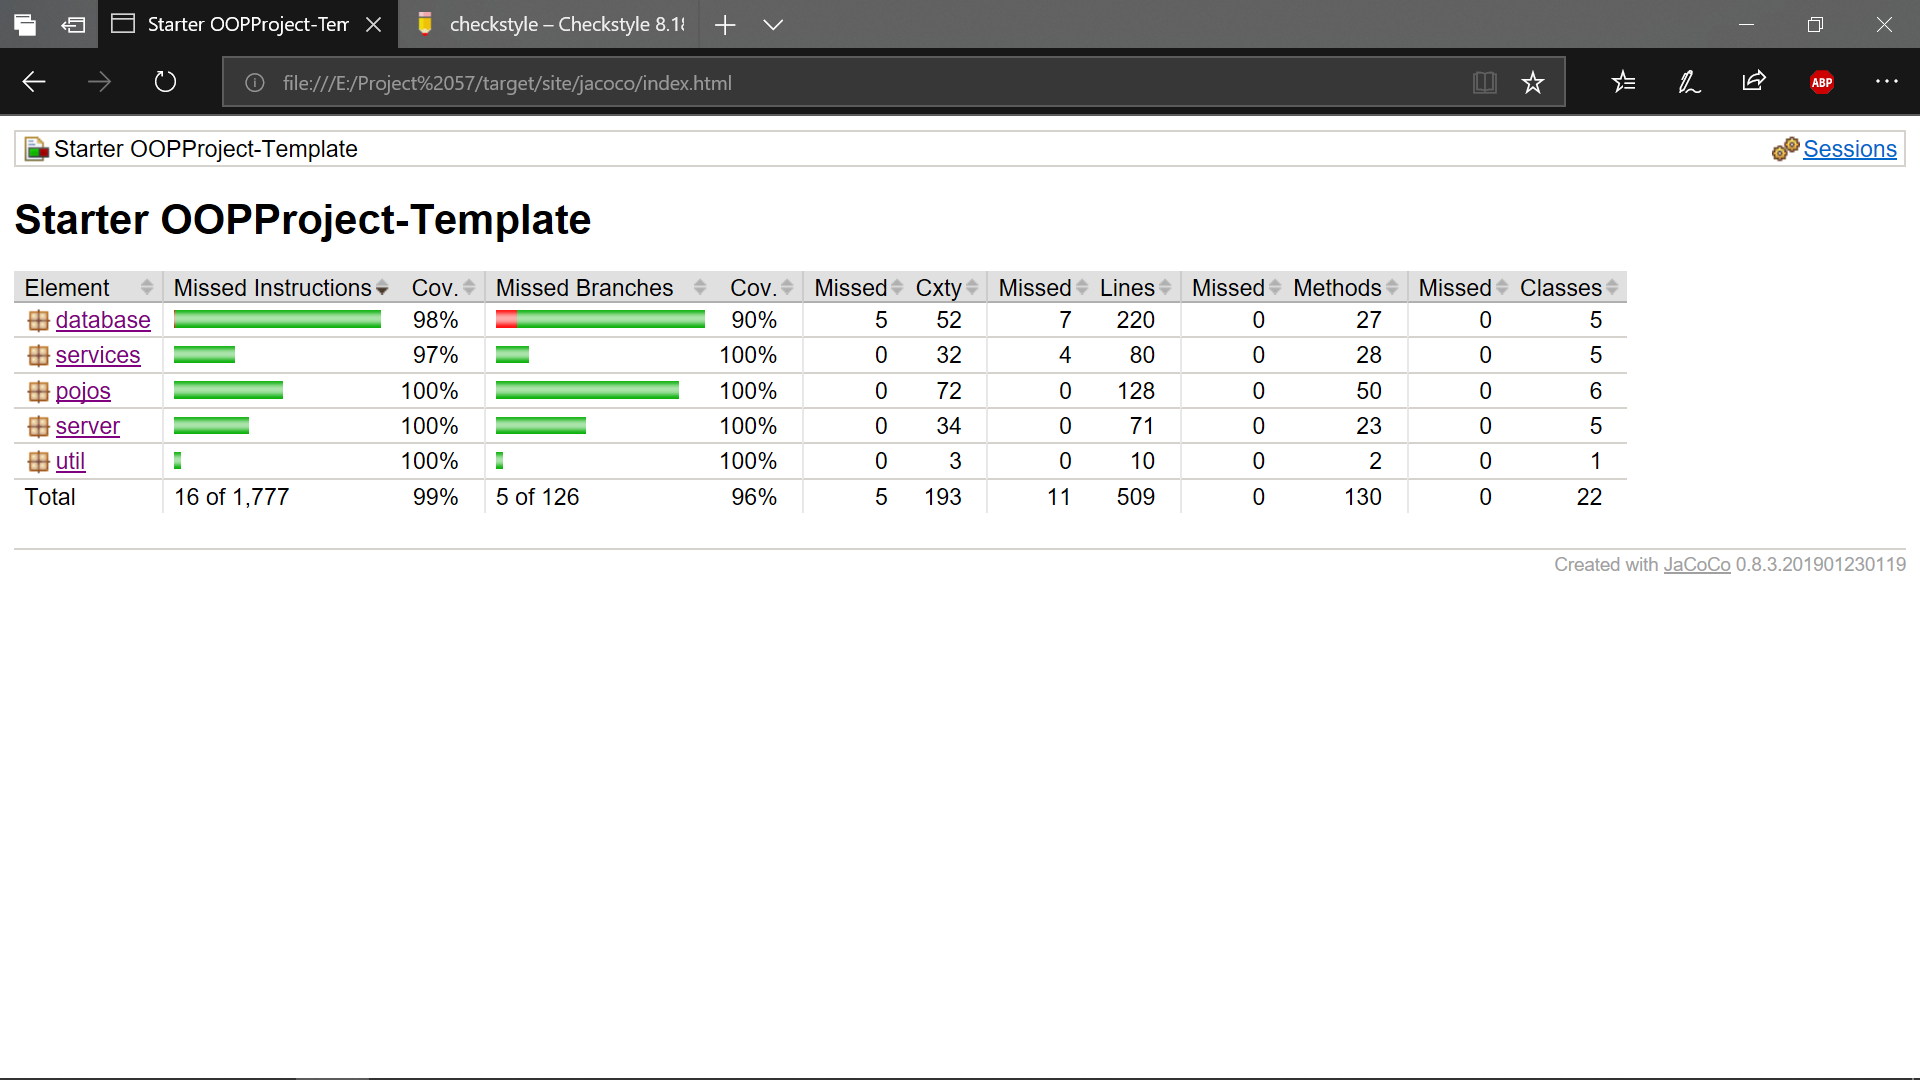 Starter OOPProject-Tem
checkstyle – Checkstyle 8.18
file:///E:/Project%2057/target/site/jacoco/index.html
ABP
Starter OOPProject-Template Sessions
Starter OOPProject-Template
Element Missed Instructions Cov. Missed Branches Cov. Missed Cxty Missed Lines Missed Methods Missed Classes
database 98% 90% 5 52 7 220 0 27 0 5
services 97% 100% 0 32 4 80 0 28 0 5
pojos 100% 100% 0 72 0 128 0 50 0 6
server 100% 100% 0 34 0 71 0 23 0 5
util 100% 100% 0 3 0 10 0 2 0 1
Total 16 of 1,777 99% 5 of 126 96% 5 193 11 509 0 130 0 22
Created with JaCoCo 0.8.3.201901230119